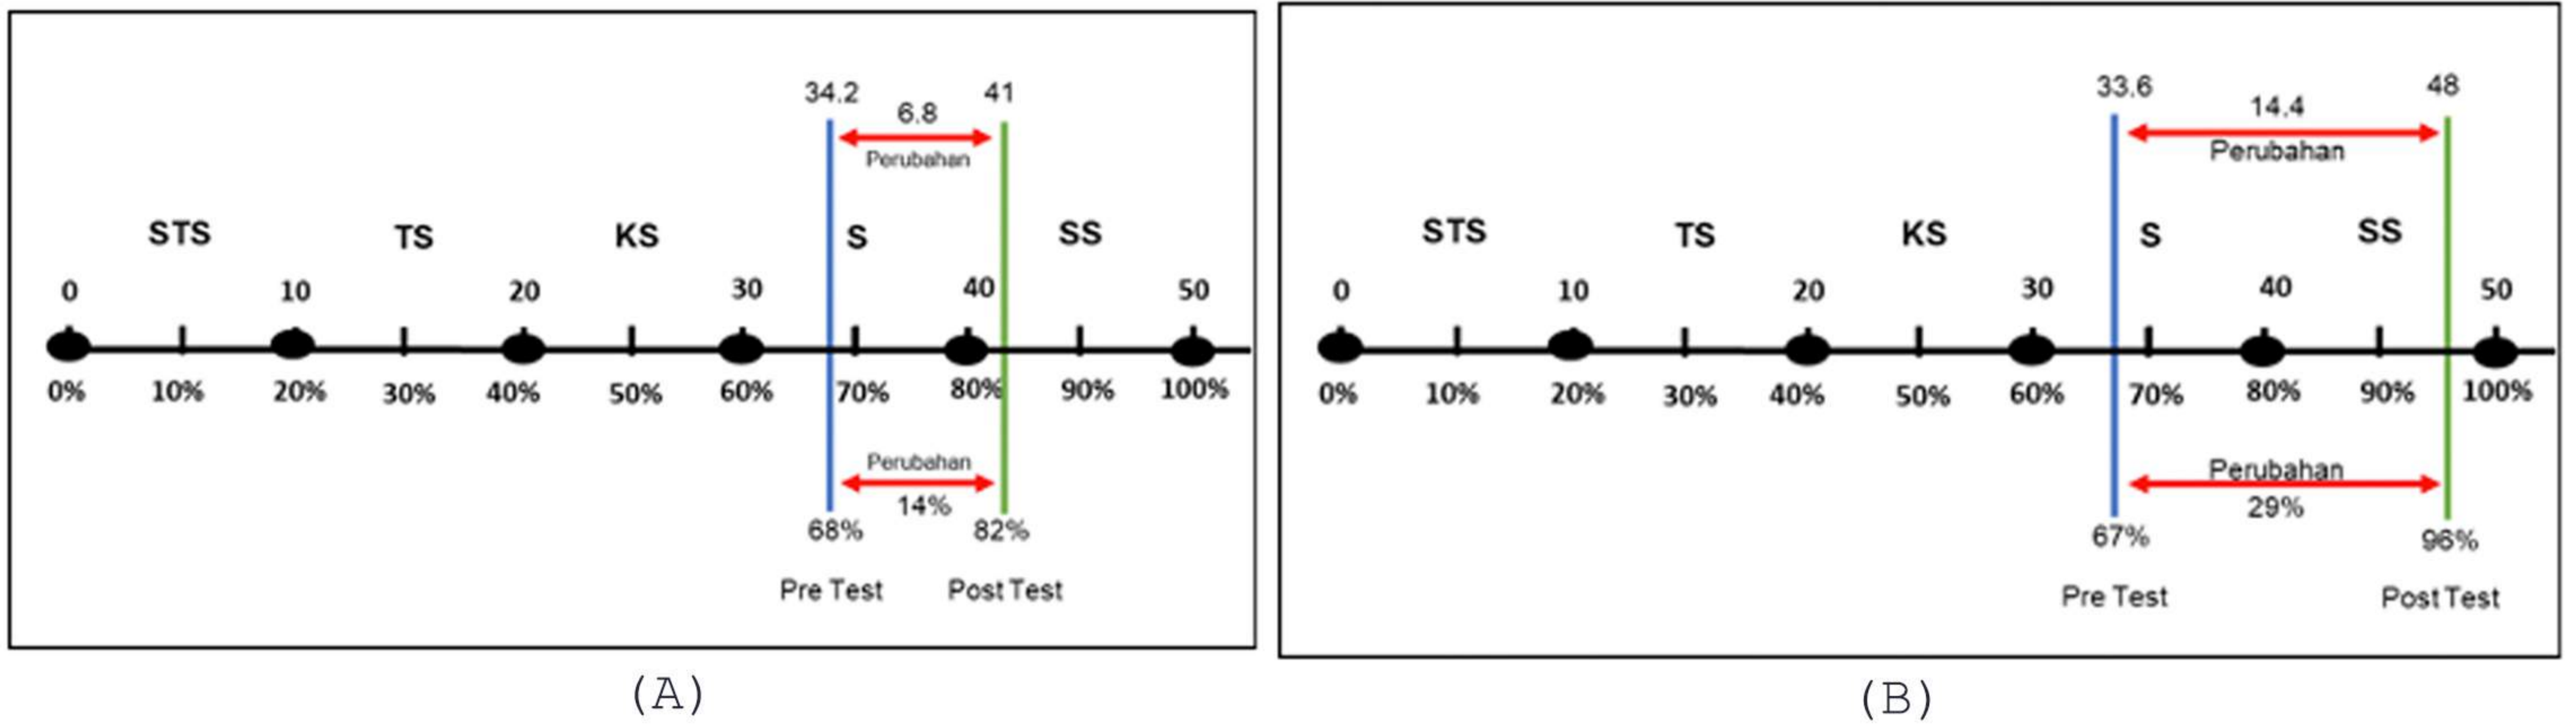 34.2 6.8 41
Perubahan
STS TS KS S SS
0 10 20 30 40 50
0% 10% 20% 30% 40% 50% 60% 70% 80% 90% 100%
Perubahan
14%
68% 82%
Pre Test Post Test
(A)
33.6 14.4 48
Perubahan
STS TS KS S SS
0 10 20 30 40 50
0% 10% 20% 30% 40% 50% 60% 70% 80% 90% 100%
Perubahan
29%
67% 96%
Pre Test Post Test
(B)